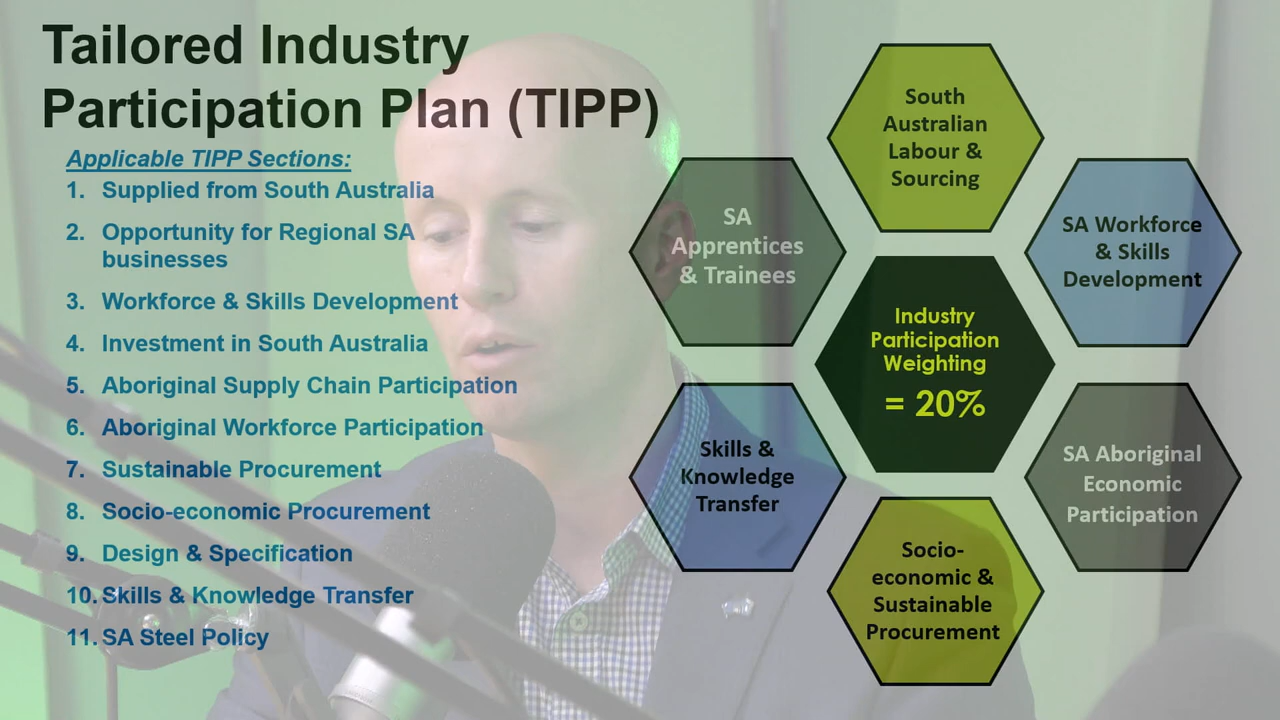 Tailored Industry
Participation Plan (TIPP)
Applicable TIPP Sections:
1. Supplied from South Australia
2. Opportunity for Regional SA
businesses
3. Workforce & Skills Development
4. Investment in South Australia
5. Aboriginal Supply Chain Participation
6. Aboriginal Workforce Participation
7. Sustainable Procurement
8. Socio-economic Procurement
9. Design & Specification
10. Skills & Knowledge Transfer
11. SA Steel Policy
South
Australian
Labour &
Sourcing
SA
Apprentices
& Trainees
SA Workforce
& Skills
Development
Industry
Participation
Weighting
= 20%
Skills &
Knowledge
Transfer
SA Aboriginal
Economic
Participation
Socio-
economic &
Sustainable
Procurement